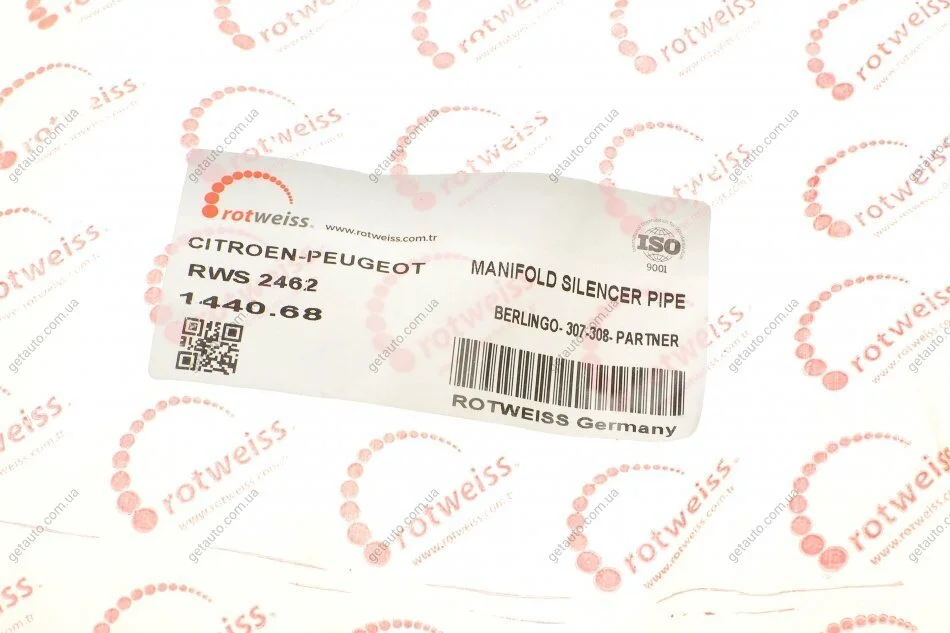 rotweiss.
www.rotweiss.com.tr
CITROEN-PEUGEOT
RWS 2462
1440.68
ISO
9001
MANIFOLD SILENCER PIPE
BERLINGO- 307-308- PARTNER
ROTWEISS Germany